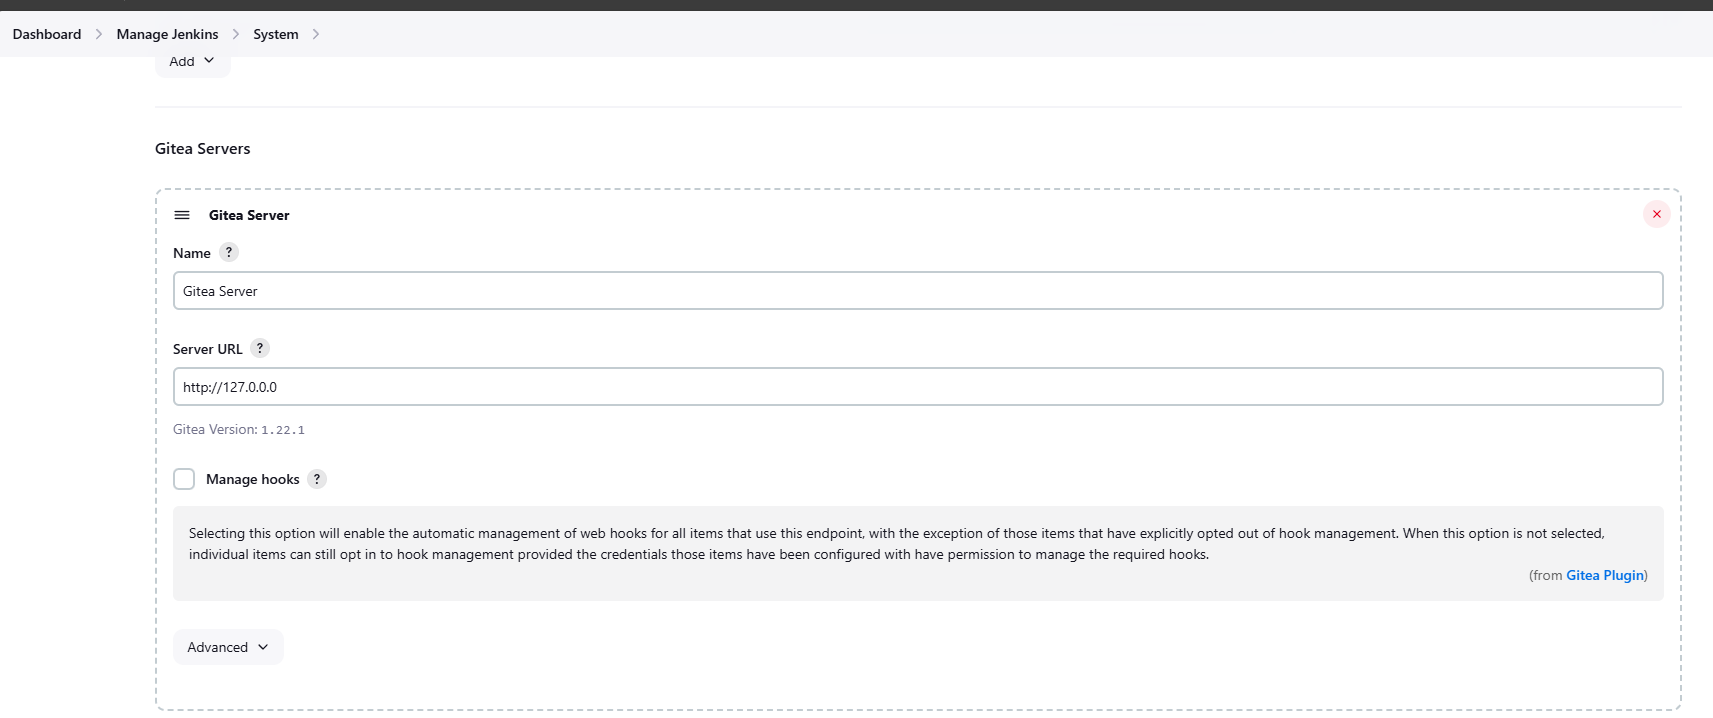 Dashboard > Manage Jenkins > System >
Add
Gitea Servers
Gitea Server
Name ?
Gitea Server
Server URL ?
http://127.0.0.0
Gitea Version: 1.22.1
Manage hooks ?
Selecting this option will enable the automatic management of web hooks for all items that use this endpoint, with the exception of those items that have explicitly opted out of hook management. When this option is not selected,
individual items can still opt in to hook management provided the credentials those items have been configured with have permission to manage the required hooks.
(from Gitea Plugin)
Advanced